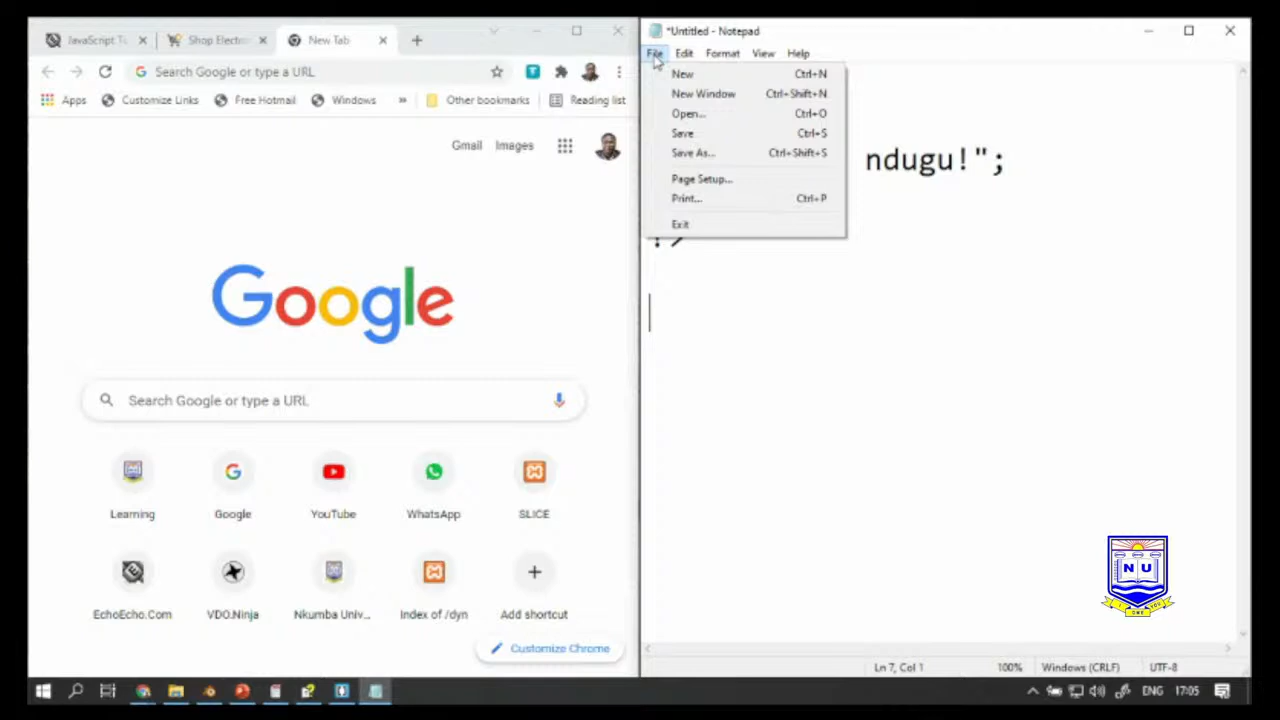 JavaScript Tu
Shop Electron
New Tab
Search Google or type a URL
Apps
Customize Links
Free Hotmail
Windows
»
Other bookmarks
Reading list
Gmail
Images
Google
Search Google or type a URL
Learning
Google
YouTube
WhatsApp
SLICE
EchoEcho.Com
VDO.Ninja
Nkumba Univ...
Index of /dyn
Add shortcut
Customize Chrome
*Untitled - Notepad
File Edit Format View Help
New Ctrl+N
New Window Ctrl+Shift+N
Open... Ctrl+O
Save Ctrl+S
Save As... Ctrl+Shift+S
Page Setup...
Print... Ctrl+P
Exit
ndugu!";
?>
N U
Ln 7, Col 1
100%
Windows (CRLF)
UTF-8
ENG
17:05